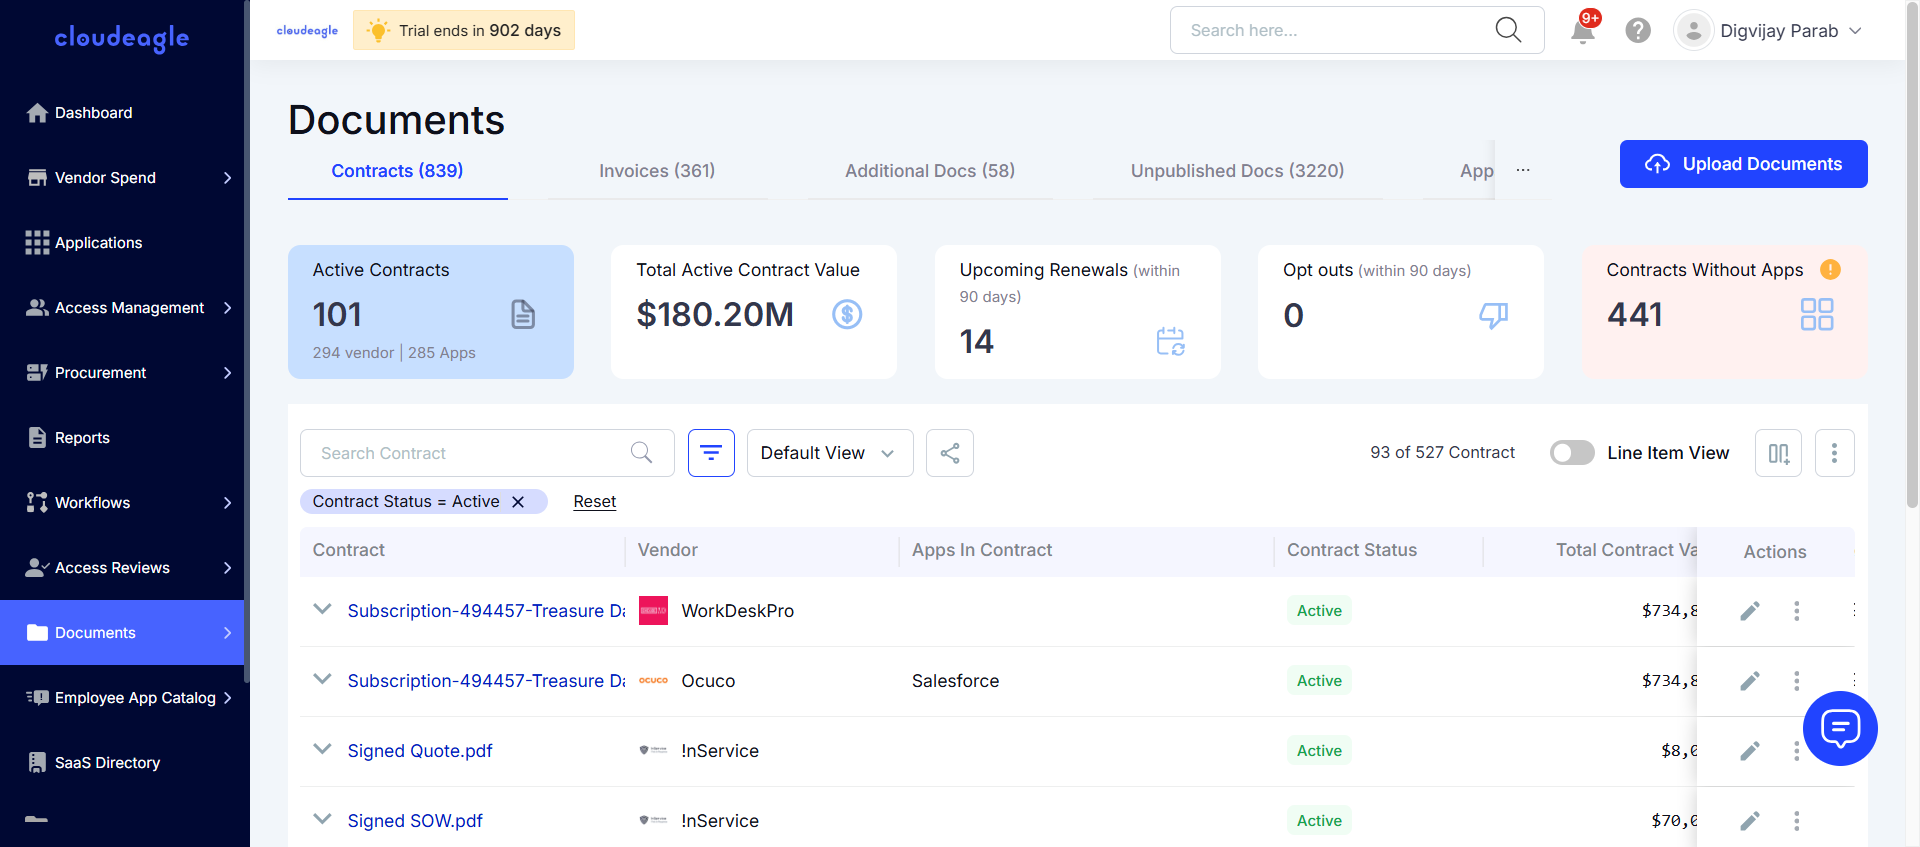 cloudeagle
Dashboard
Vendor Spend
Applications
Access Management
Procurement
Reports
Workflows
Access Reviews
Documents
Employee App Catalog
SaaS Directory
cloudeagle
Trial ends in 902 days
Search here...
9+
Digvijay Parab
Documents
Contracts (839)
Invoices (361)
Additional Docs (58)
Unpublished Docs (3220)
App
...
Upload Documents
Active Contracts
101
294 vendor | 285 Apps
Total Active Contract Value
$180.20M
Upcoming Renewals (within
90 days)
14
Opt outs (within 90 days)
0
Contracts Without Apps
441
Search Contract
Default View
93 of 527 Contract
Line Item View
Contract Status = Active
Reset
Contract Vendor Apps In Contract Contract Status Total Contract Va Actions
Subscription-494457-Treasure Da WorkDeskPro Active $734,8
Subscription-494457-Treasure Da ocuco Ocuco Salesforce Active $734,8
Signed Quote.pdf !nService Active $8,0
Signed SOW.pdf !nService Active $70,0